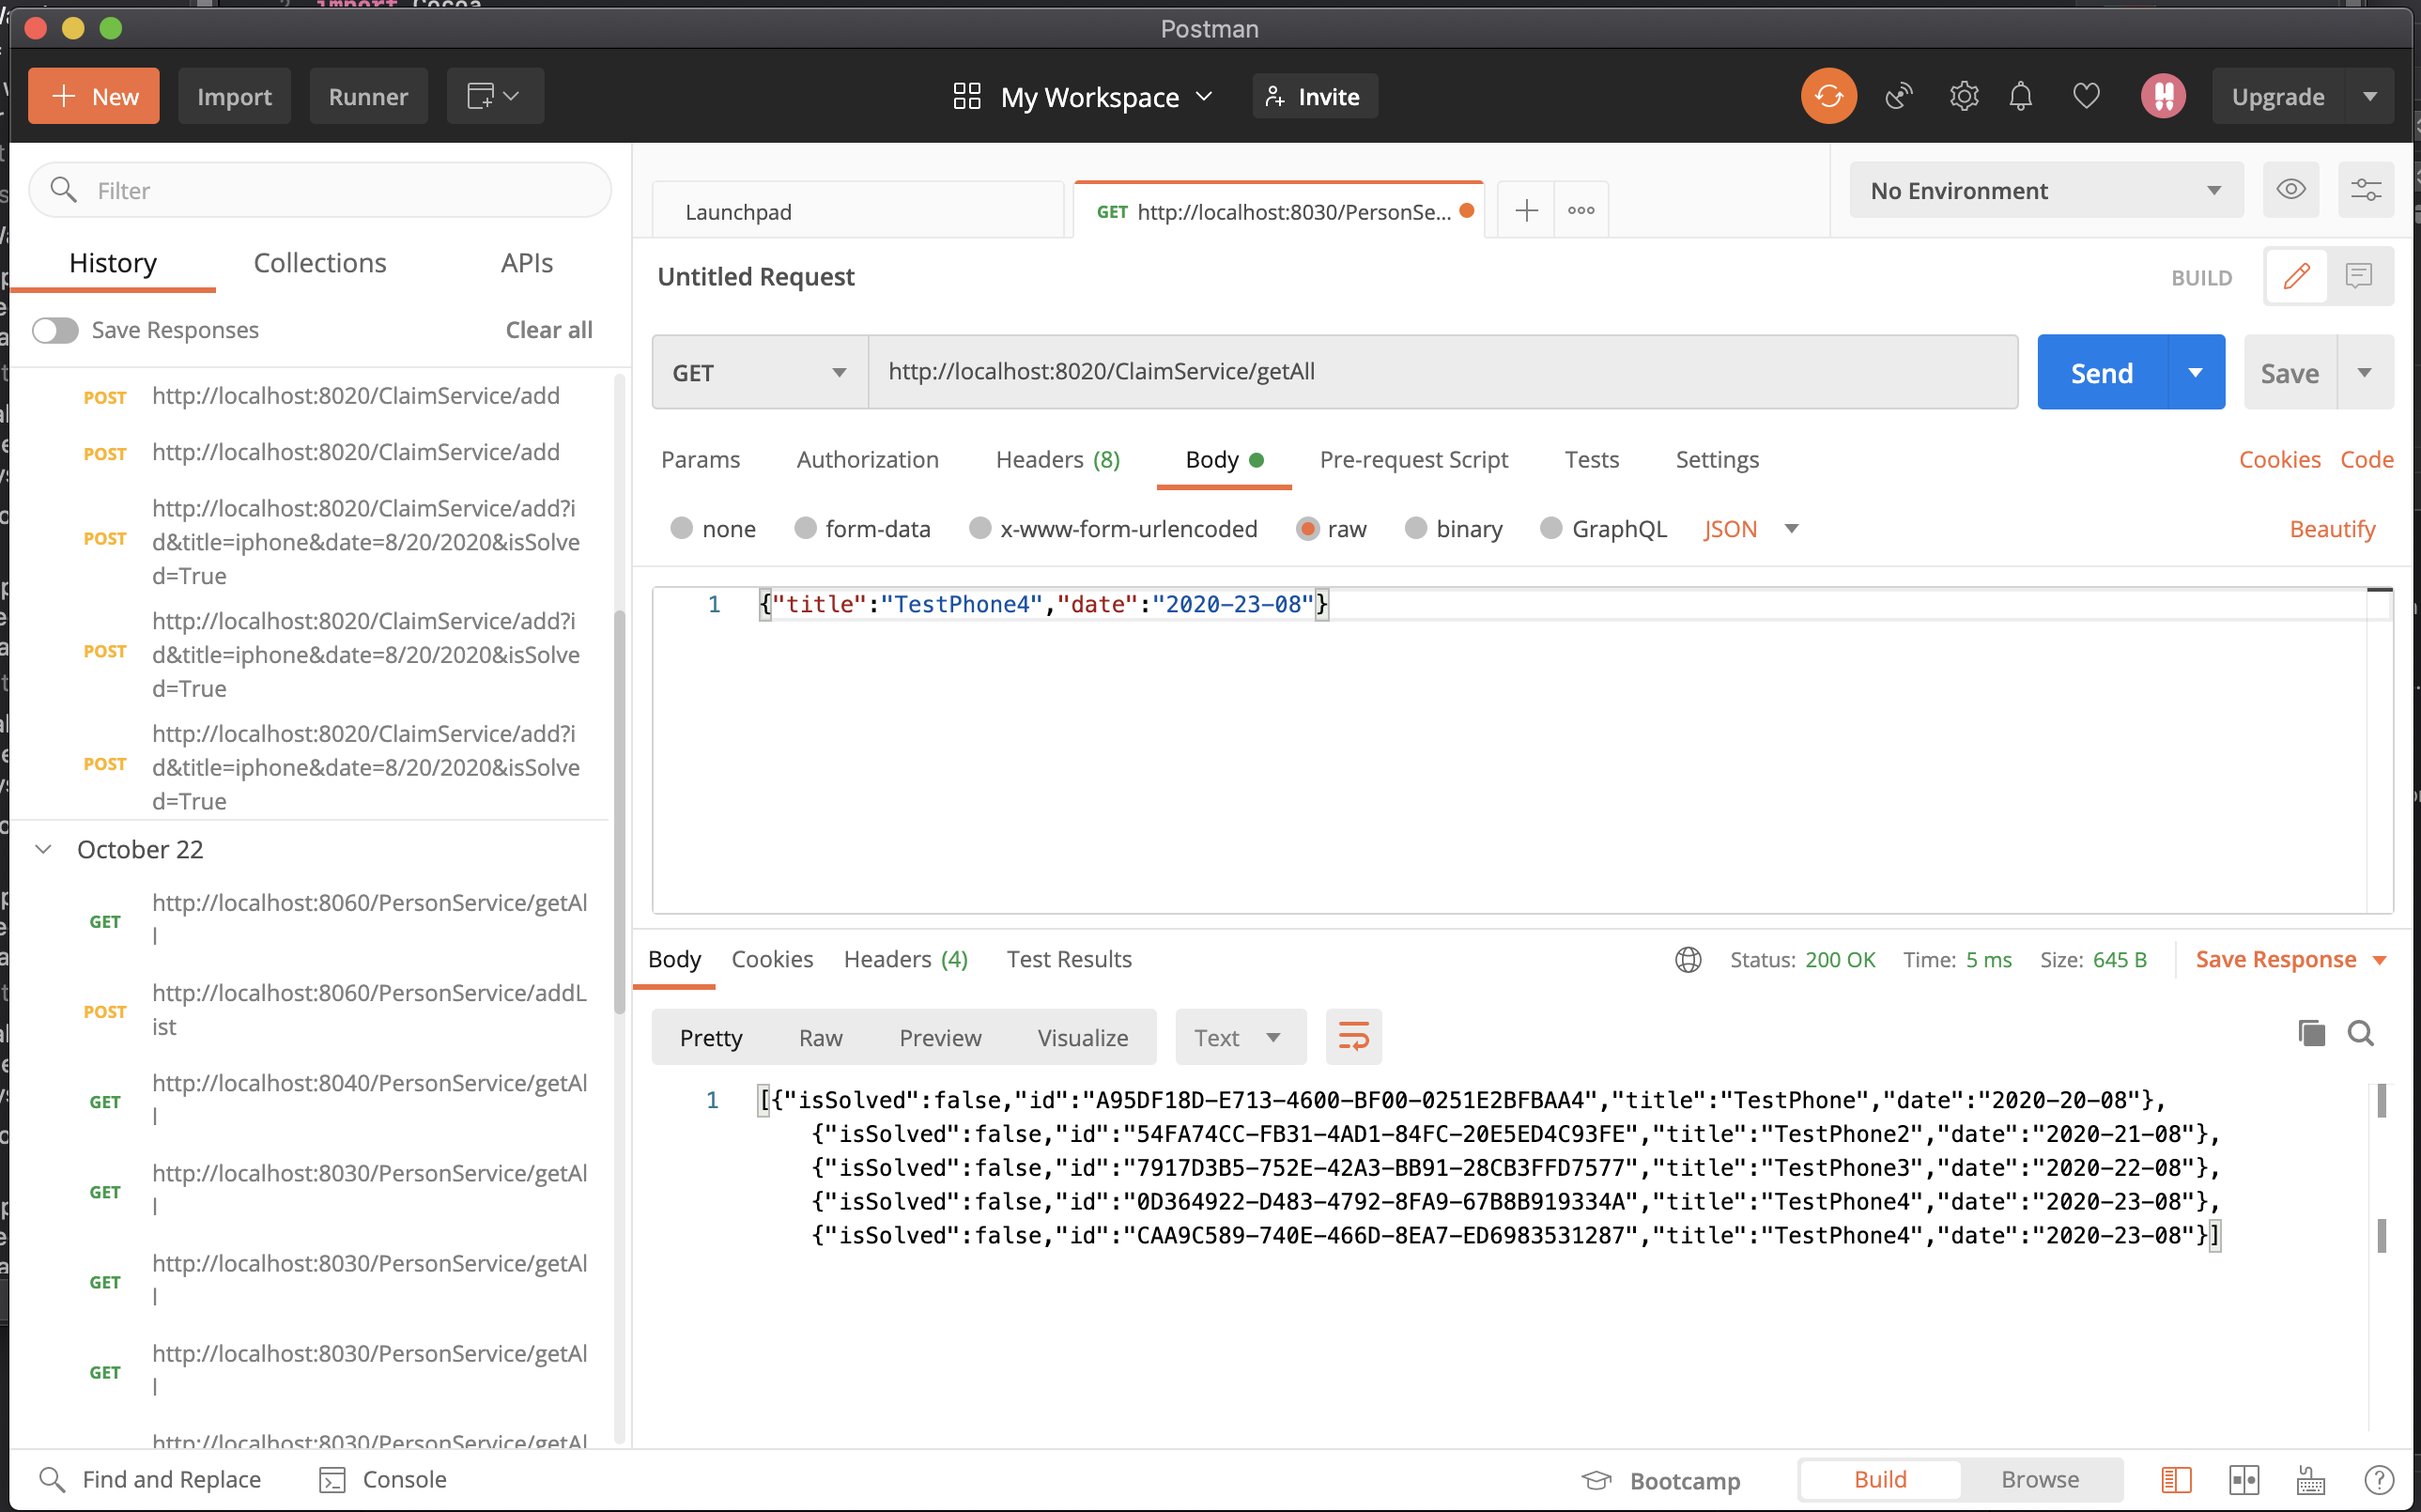 import Cocoa
Postman
New
Import
Runner
My Workspace
Invite
Upgrade
Filter
History
Collections
APIs
Save Responses
Clear all
POST http://localhost:8020/ClaimService/add
POST http://localhost:8020/ClaimService/add
http://localhost:8020/ClaimService/add?i
POST d&title=iphone&date=8/20/2020&isSolve
d=True
http://localhost:8020/ClaimService/add?i
POST d&title=iphone&date=8/20/2020&isSolve
d=True
http://localhost:8020/ClaimService/add?i
POST d&title=iphone&date=8/20/2020&isSolve
d=True
October 22
GET http://localhost:8060/PersonService/getAl
l
POST http://localhost:8060/PersonService/addL
ist
GET http://localhost:8040/PersonService/getAl
l
GET http://localhost:8030/PersonService/getAl
l
GET http://localhost:8030/PersonService/getAl
l
GET http://localhost:8030/PersonService/getAl
l
http://localhost:8030/PersonService/getAl
Launchpad
GET http://localhost:8030/PersonSe...
No Environment
Untitled Request
BUILD
GET
http://localhost:8020/ClaimService/getAll
Send
Save
Params
Authorization
Headers (8)
Body
Pre-request Script
Tests
Settings
Cookies
Code
none
form-data
x-www-form-urlencoded
raw
binary
GraphQL
JSON
Beautify
1 {"title":"TestPhone4","date":"2020-23-08"}
Body
Cookies
Headers (4)
Test Results
Status: 200 OK
Time: 5 ms
Size: 645 B
Save Response
Pretty
Raw
Preview
Visualize
Text
1 [{"isSolved":false,"id":"A95DF18D-E713-4600-BF00-0251E2BFBAA4","title":"TestPhone","date":"2020-20-08"},
{"isSolved":false,"id":"54FA74CC-FB31-4AD1-84FC-20E5ED4C93FE","title":"TestPhone2","date":"2020-21-08"},
{"isSolved":false,"id":"7917D3B5-752E-42A3-BB91-28CB3FFD7577","title":"TestPhone3","date":"2020-22-08"},
{"isSolved":false,"id":"0D364922-D483-4792-8FA9-67B8B919334A","title":"TestPhone4","date":"2020-23-08"},
{"isSolved":false,"id":"CAA9C589-740E-466D-8EA7-ED6983531287","title":"TestPhone4","date":"2020-23-08"}]
Find and Replace
Console
Bootcamp
Build
Browse